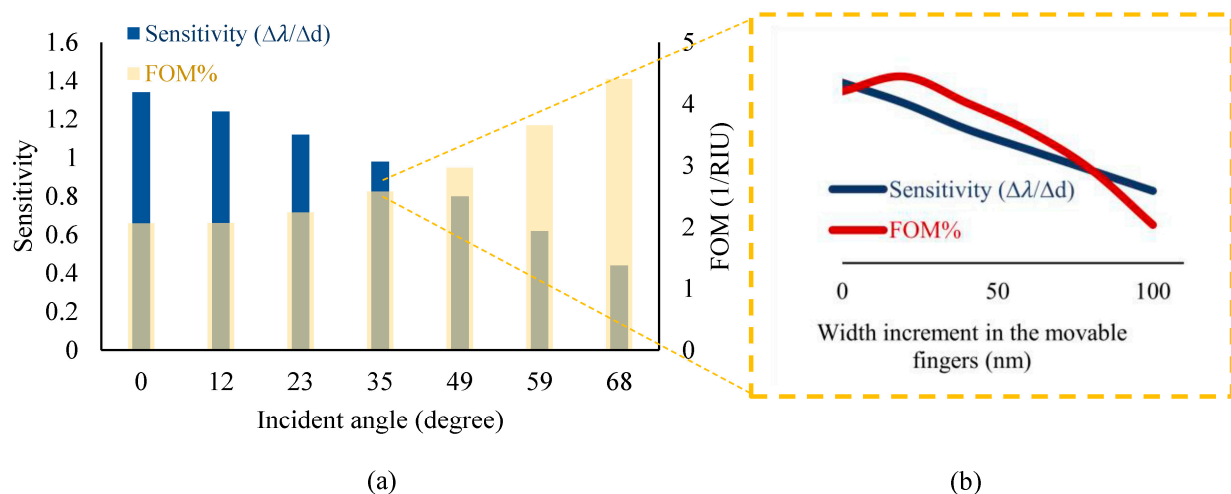 Sensitivity (Δλ/Δd)
FOM%
1.6
1.4
1.2
1
0.8
0.6
0.4
0.2
0
Sensitivity
5
4
3
2
1
0
FOM (1/RIU)
0 12 23 35 49 59 68
Incident angle (degree)
(a)
Sensitivity (Δλ/Δd)
FOM%
0 50 100
Width increment in the movable
fingers (nm)
(b)